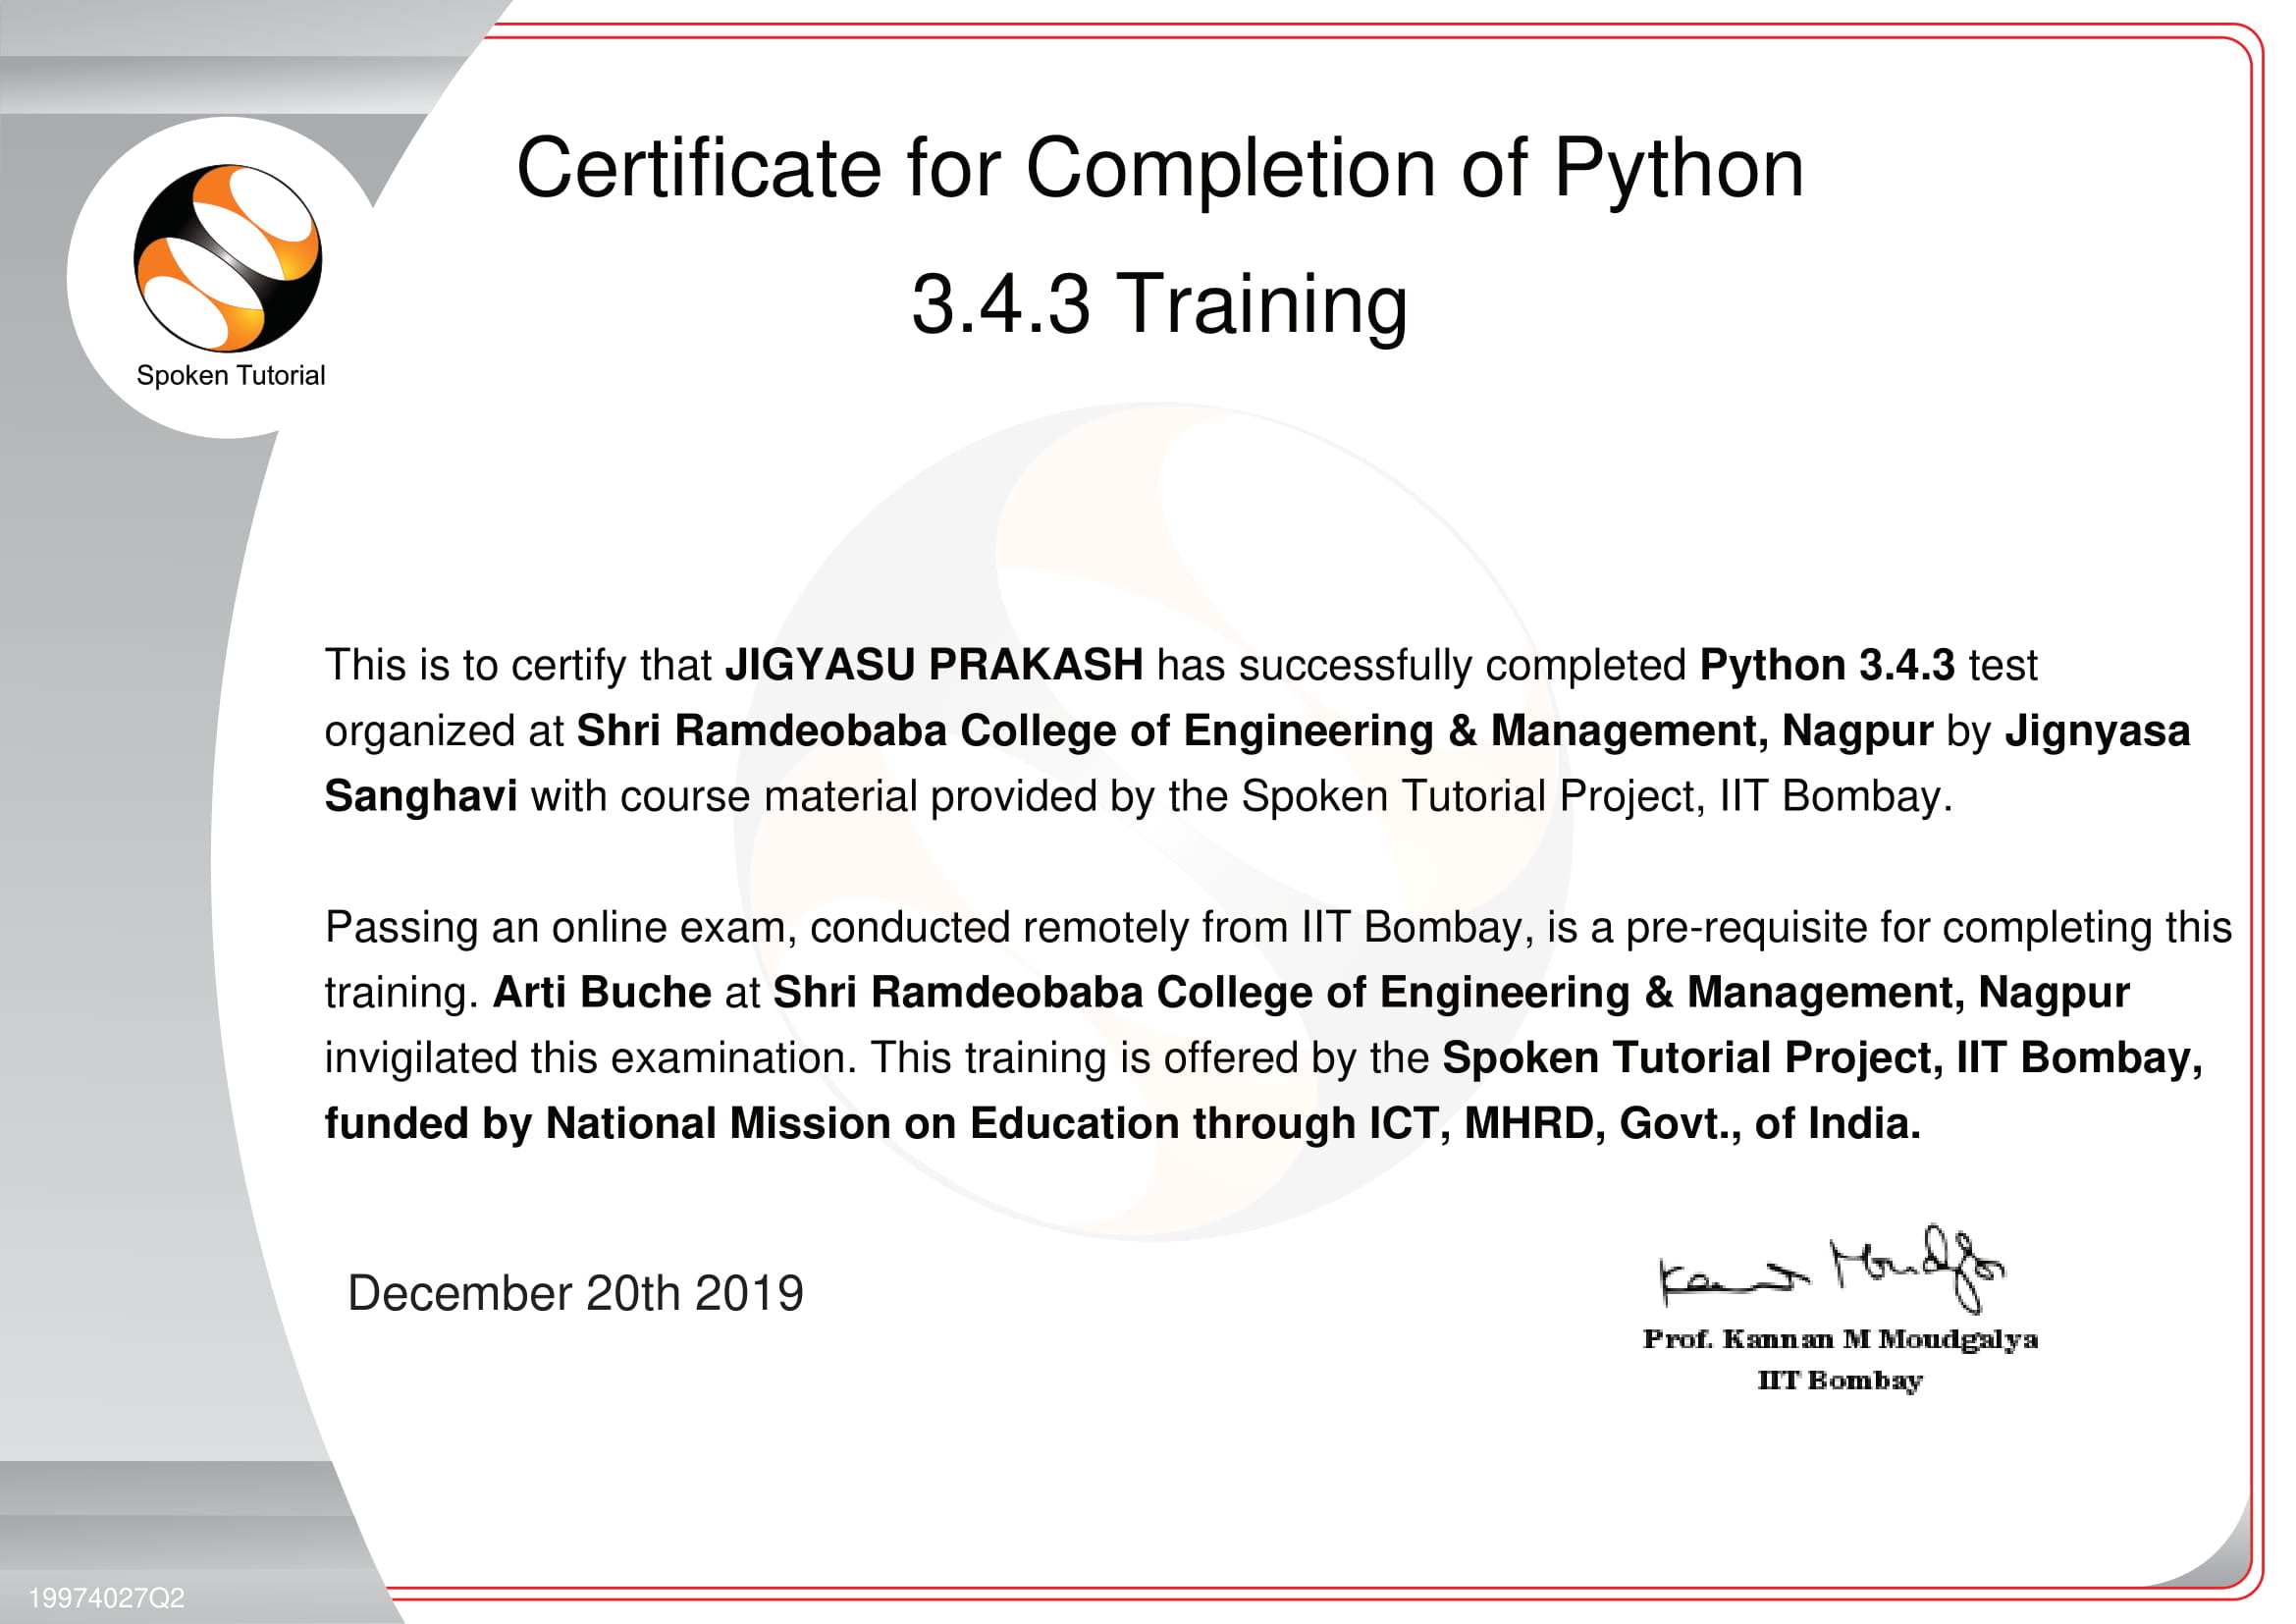 Certificate for Completion of Python
3.4.3 Training
Spoken Tutorial
This is to certify that JIGYASU PRAKASH has successfully completed Python 3.4.3 test
organized at Shri Ramdeobaba College of Engineering & Management, Nagpur by Jignyasa
Sanghavi with course material provided by the Spoken Tutorial Project, IIT Bombay.
Passing an online exam, conducted remotely from IIT Bombay, is a pre-requisite for completing this
training. Arti Buche at Shri Ramdeobaba College of Engineering & Management, Nagpur
invigilated this examination. This training is offered by the Spoken Tutorial Project, IIT Bombay,
funded by National Mission on Education through ICT, MHRD, Govt., of India.
December 20th 2019
Prof. Kannan M Moudgalya
IIT Bombay
19974027Q2